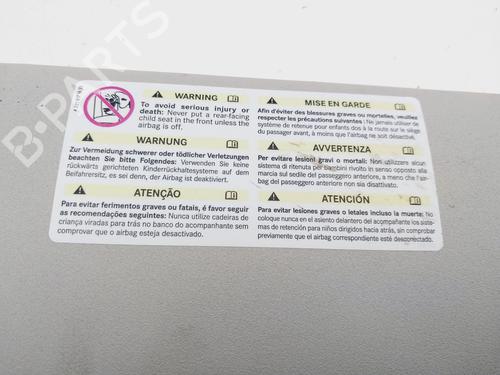 B PARTS
WARNING
To avoid serious injury or
death: Never put a rear-facing
child seat in the front unless the
airbag is off.
WARNUNG
Zur Vermeidung schwerer oder tödlicher Verletzungen
beachten Sie bitte Folgendes: Verwenden Sie keine
rückwärts gerichteten Kinderrückhaltesysteme auf dem
Beifahrersitz, es sei denn, der Airbag ist deaktiviert.
ATENÇÃO
Para evitar ferimentos graves ou fatais, é favor seguir
as recomendações seguintes: Nunca utilize cadeiras de
criança viradas para trás no banco do acompanhante sem
comprovar que o airbag esteja desactivado.
MISE EN GARDE
Afin d'éviter des blessures graves ou mortelles, veuillez
respecter les précautions suivantes : Ne jamais utiliser de
système de retenue pour enfants dos à la route sur le siège
du passager avant, à moins que l'airbag ne soit désactivé.
AVVERTENZA
Per evitare lesioni gravi o mortali: Non utilizzare alcun
sistema di ritenuta per bambini rivolto in senso opposto alla
marcia sul sedile del passeggero anteriore, a meno che l'air-
bag del passeggero anteriore non sia disattivato.
ATENCIÓN
Para evitar lesiones graves o letales incluso la muerte: No
coloque nunca en el asiento delantero del acompañante los siste-
mas de retención para niños dirigidos hacia atrás, sin comprobar
previamente que el airbag correspondiente esté desconectado.